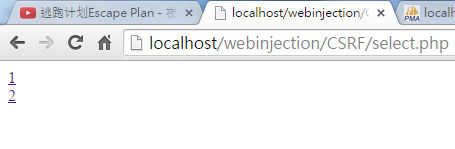 逃跑计划Escape Plan - 夜
localhost/webinjection/C
PMA
localh
localhost/webinjection/CSRF/select.php
1
2